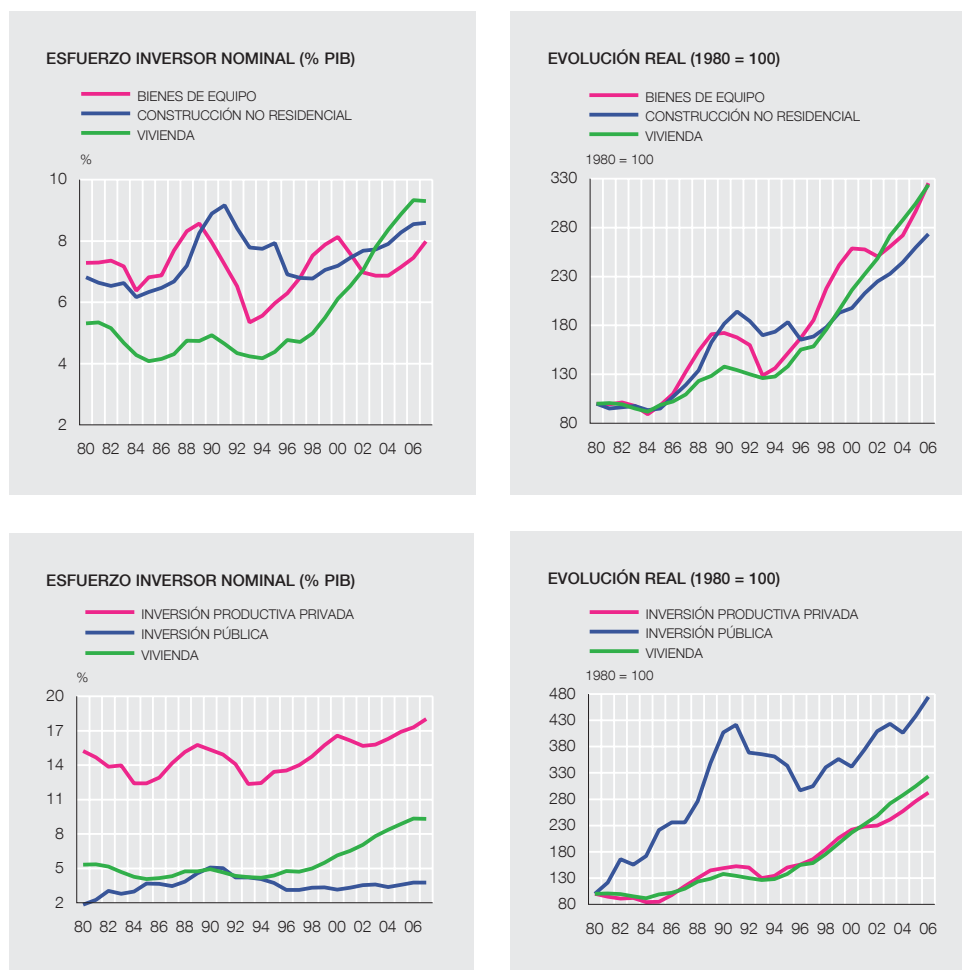 ESFUERZO INVERSOR NOMINAL (% PIB)
BIENES DE EQUIPO
CONSTRUCCIÓN NO RESIDENCIAL
VIVIENDA
%
10
8
6
4
2
80 82 84 86 88 90 92 94 96 98 00 02 04 06
EVOLUCIÓN REAL (1980 = 100)
BIENES DE EQUIPO
CONSTRUCCIÓN NO RESIDENCIAL
VIVIENDA
1980 = 100
330
280
230
180
130
80
80 82 84 86 88 90 92 94 96 98 00 02 04 06
ESFUERZO INVERSOR NOMINAL (% PIB)
INVERSIÓN PRODUCTIVA PRIVADA
INVERSIÓN PÚBLICA
VIVIENDA
%
20
17
14
11
8
5
2
80 82 84 86 88 90 92 94 96 98 00 02 04 06
EVOLUCIÓN REAL (1980 = 100)
INVERSIÓN PRODUCTIVA PRIVADA
INVERSIÓN PÚBLICA
VIVIENDA
1980 = 100
480
430
380
330
280
230
180
130
80
80 82 84 86 88 90 92 94 96 98 00 02 04 06